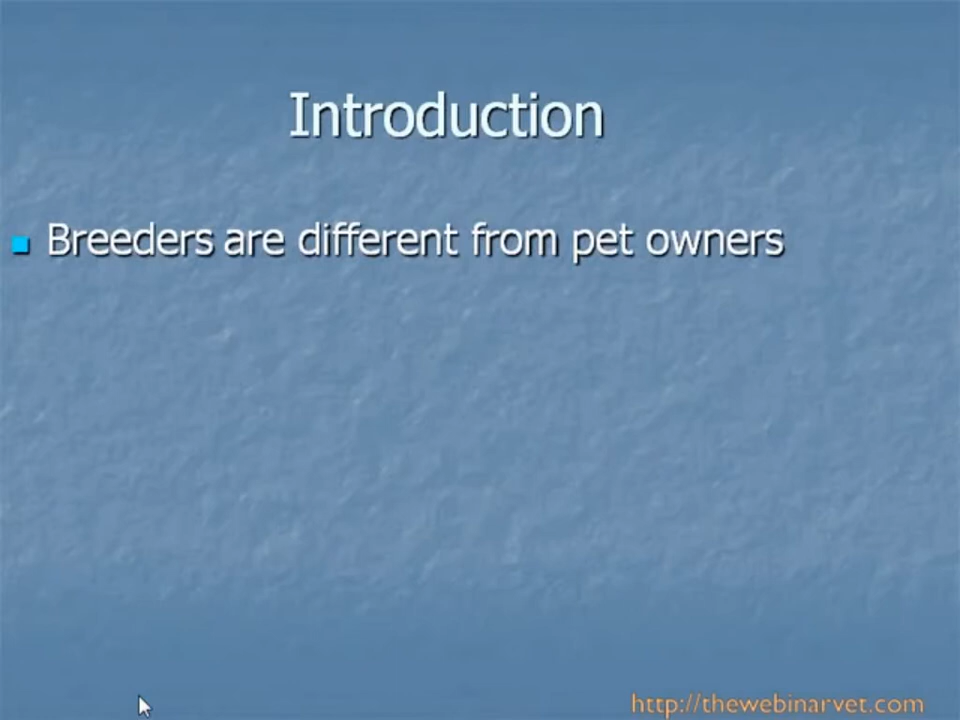 Introduction
Breeders are different from pet owners
http://thewebinarvet.com